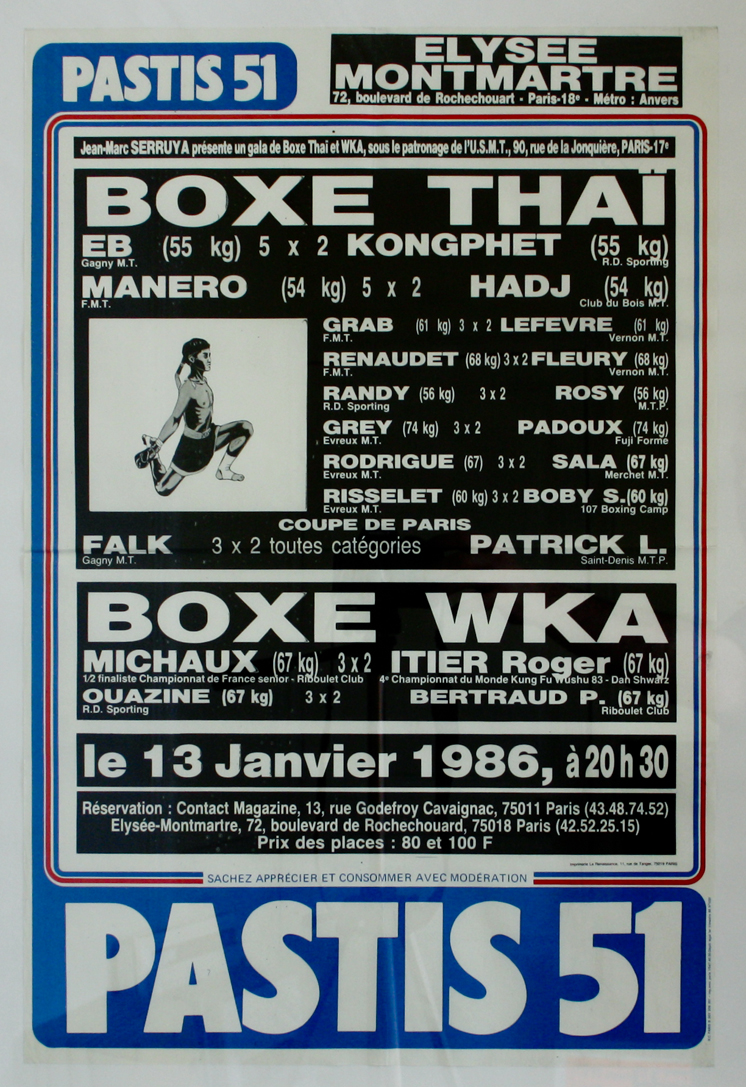 PASTIS 51
ELYSEE
MONTMARTRE
72, boulevard de Rochechouart - Paris-18e - Métro : Anvers
Jean-Marc SERRUYA présente un gala de Boxe Thaï et WKA, sous le patronage de l'U.S.M.T., 90, rue de la Jonquière, PARIS-17e
BOXE THAÏ
EB (55 kg) 5 x 2 KONGPHET (55 kg)
Gagny M.T. R.D. Sporting
MANERO (54 kg) 5 x 2 HADJ (54 kg)
F.M.T. Club du Bois M.T.
GRAB (61 kg) 3 x 2 LEFEVRE (61 kg)
F.M.T. Vernon M.T.
RENAUDET (68 kg) 3 x 2 FLEURY (68 kg)
F.M.T. Vernon M.T.
RANDY (56 kg) 3 x 2 ROSY (56 kg)
R.D. Sporting M.T.P.
GREY (74 kg) 3 x 2 PADOUX (74 kg)
Evreux M.T. Fuji Forme
RODRIGUE (67) 3 x 2 SALA (67 kg)
Evreux M.T. Merchet M.T.
RISSELET (60 kg) 3 x 2 BOBY S.(60 kg)
Evreux M.T. 107 Boxing Camp
COUPE DE PARIS
FALK 3 x 2 toutes catégories PATRICK L.
Gagny M.T. Saint-Denis M.T.P.
BOXE WKA
MICHAUX (67 kg) 3 x 2 ITIER Roger (67 kg)
1/2 finaliste Championnat de France senior - Riboulet Club 4e Championnat du Monde Kung Fu Wushu 83 - Dan Shwarz
OUAZINE (67 kg) 3 x 2 BERTRAUD P. (67 kg)
R.D. Sporting Riboulet Club
le 13 Janvier 1986, à 20 h 30
Réservation : Contact Magazine, 13, rue Godefroy Cavaignac, 75011 Paris (43.48.74.52)
Elysée-Montmartre, 72, boulevard de Rochechouard, 75018 Paris (42.52.25.15)
Prix des places : 80 et 100 F
Imprimerie La Renaissance, 11, rue de Tanger, 75019 PARIS
SACHEZ APPRÉCIER ET CONSOMMER AVEC MODÉRATION
PASTIS 51